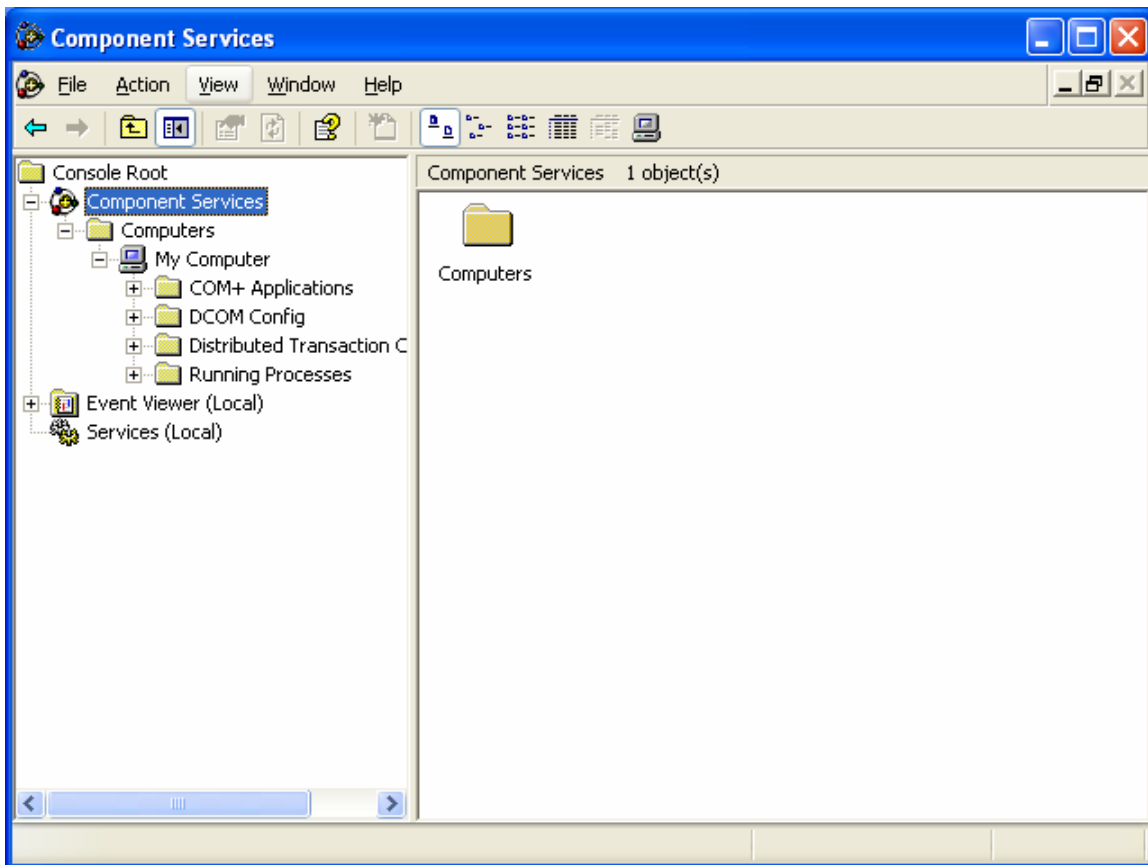 Component Services
File Action View Window Help
Console Root
Component Services
Computers
My Computer
COM+ Applications
DCOM Config
Distributed Transaction C
Running Processes
Event Viewer (Local)
Services (Local)
Component Services 1 object(s)
Computers